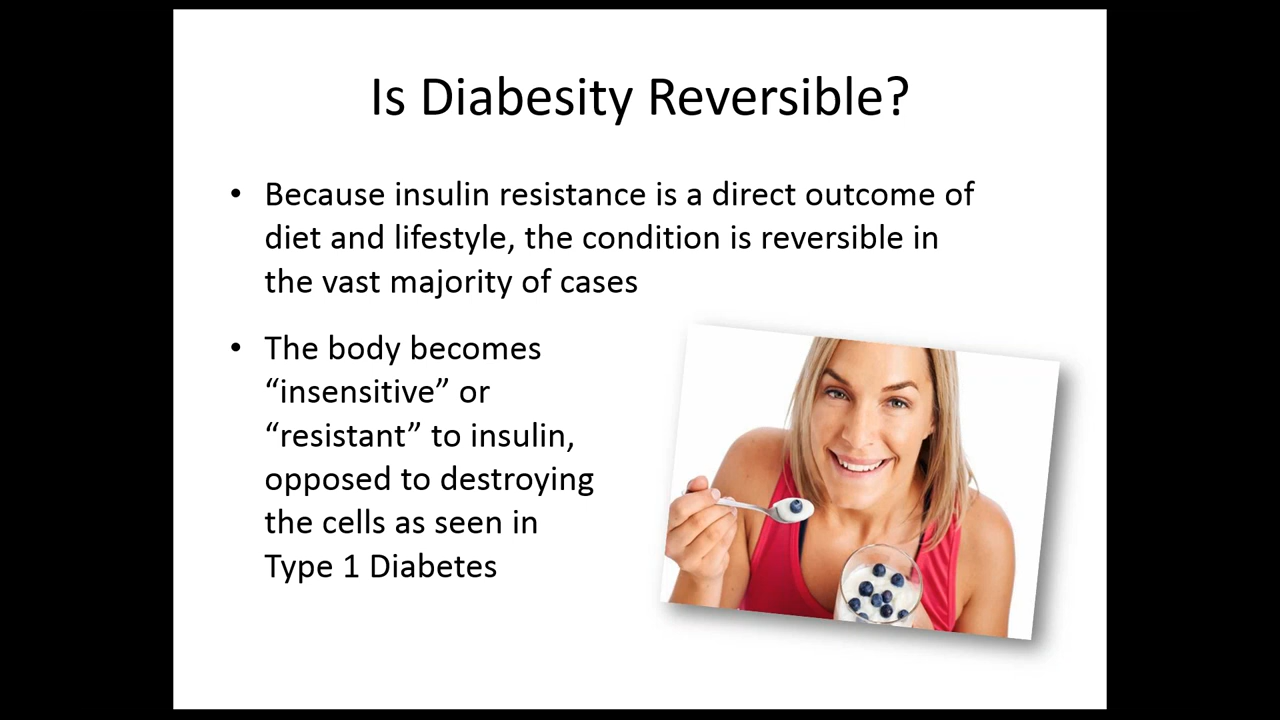 Is Diabesity Reversible?
• Because insulin resistance is a direct outcome of
diet and lifestyle, the condition is reversible in
the vast majority of cases
• The body becomes
“insensitive” or
“resistant” to insulin,
opposed to destroying
the cells as seen in
Type 1 Diabetes